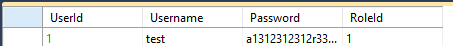 UserId Username Password RoleId
1 test a1312312312r33... 1